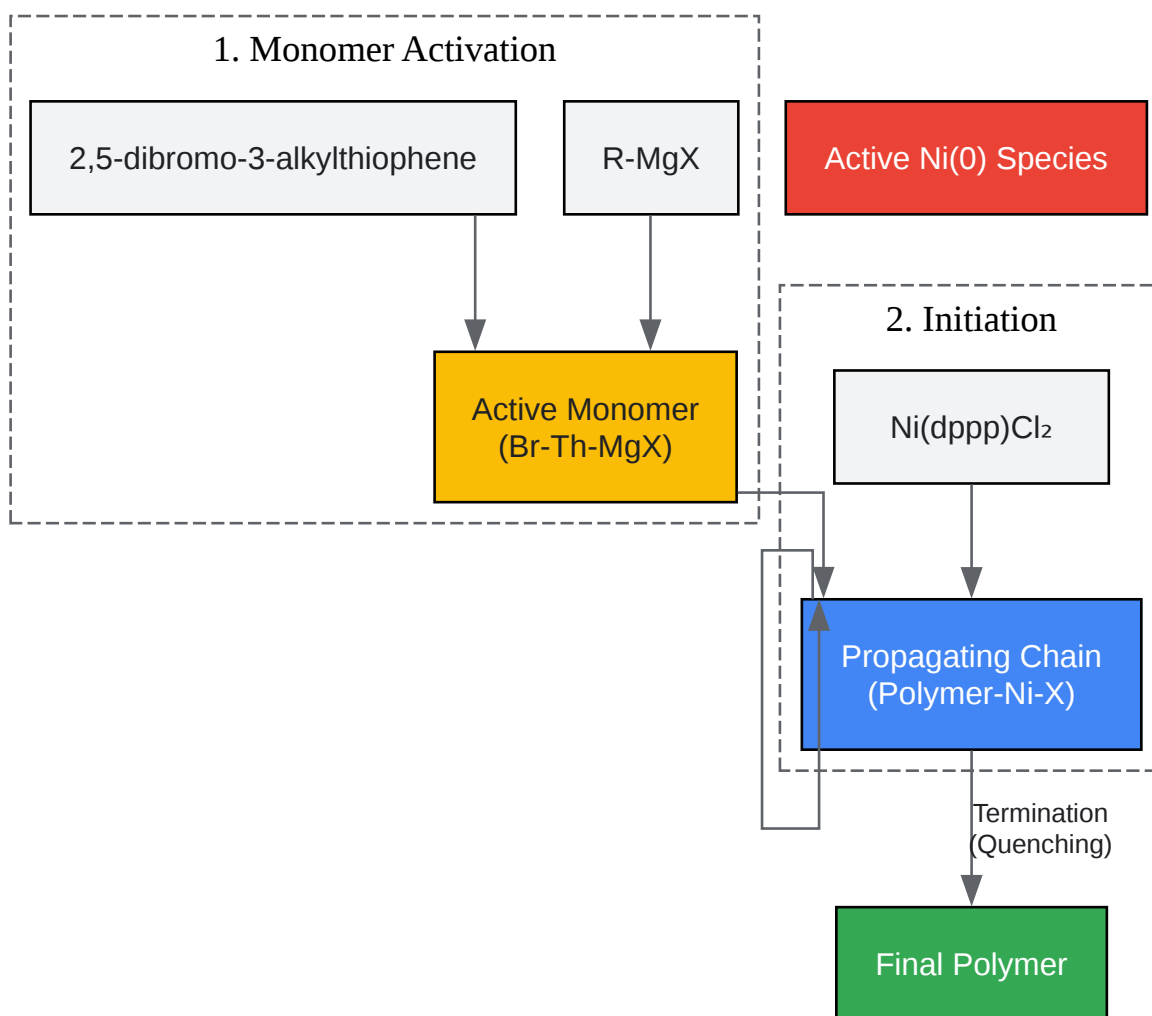 1. Monomer Activation
2,5-dibromo-3-alkylthiophene
R-MgX
Active Ni(0) Species
2. Initiation
Active Monomer
(Br-Th-MgX)
Ni(dppp)Cl₂
Propagating Chain
(Polymer-Ni-X)
Termination
(Quenching)
Final Polymer